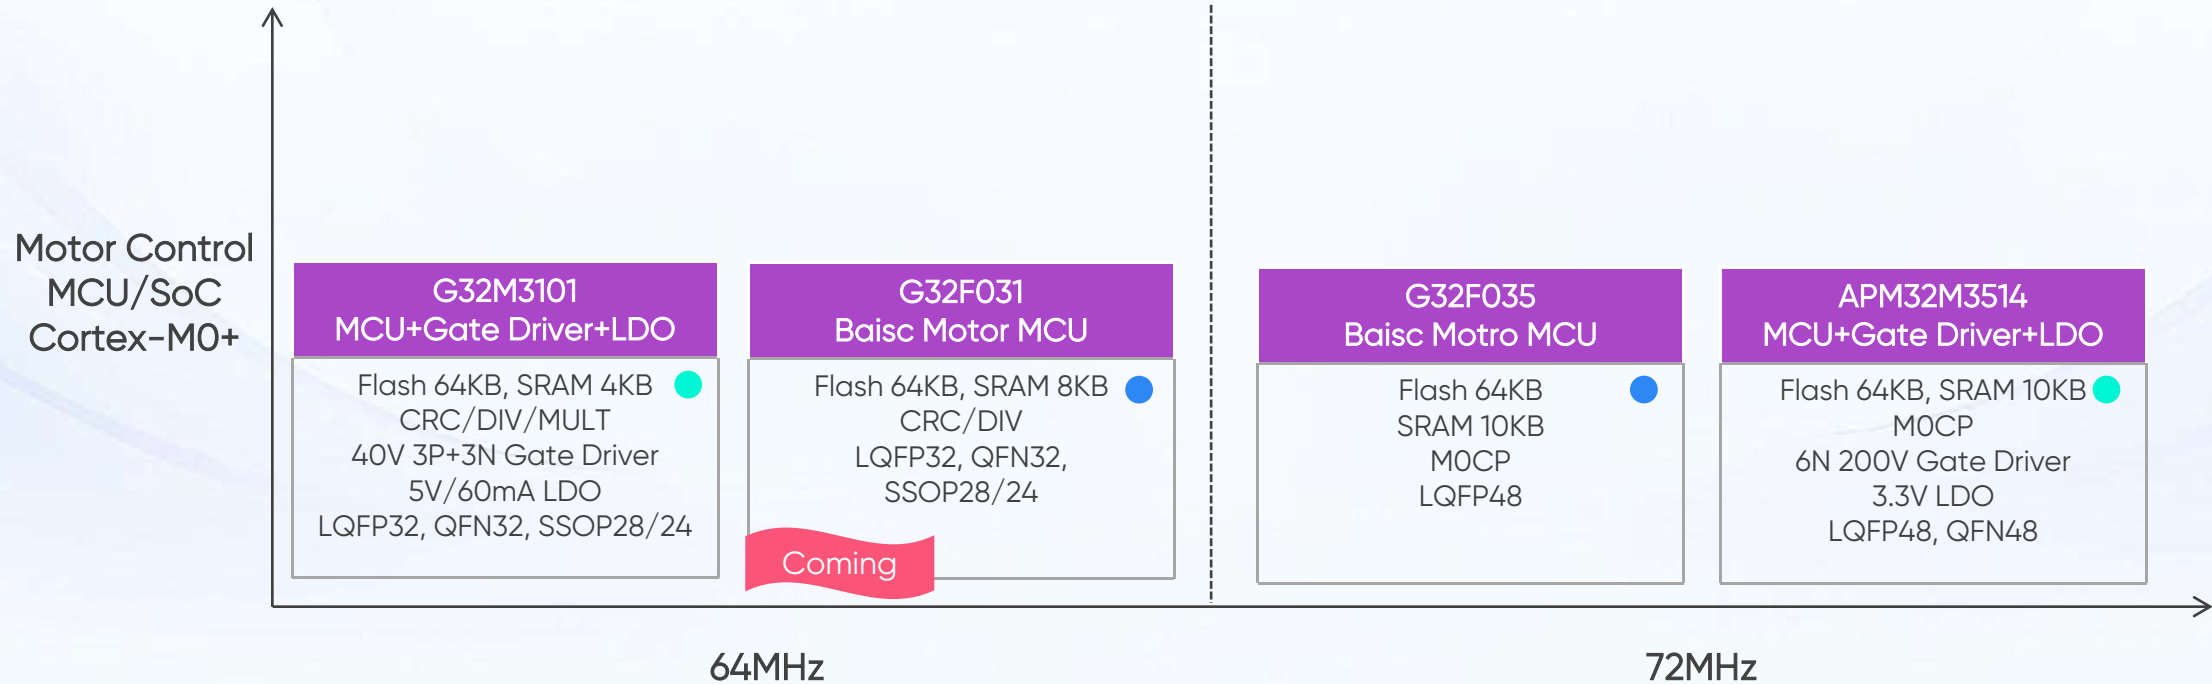 Motor Control
MCU/SoC
Cortex-M0+
G32M3101
MCU+Gate Driver+LDO
Flash 64KB, SRAM 4KB
CRC/DIV/MULT
40V 3P+3N Gate Driver
5V/60mA LDO
LQFP32, QFN32, SSOP28/24
G32F031
Baisc Motor MCU
Flash 64KB, SRAM 8KB
CRC/DIV
LQFP32, QFN32,
SSOP28/24
Coming
G32F035
Baisc Motro MCU
Flash 64KB
SRAM 10KB
M0CP
LQFP48
APM32M3514
MCU+Gate Driver+LDO
Flash 64KB, SRAM 10KB
M0CP
6N 200V Gate Driver
3.3V LDO
LQFP48, QFN48
64MHz
72MHz